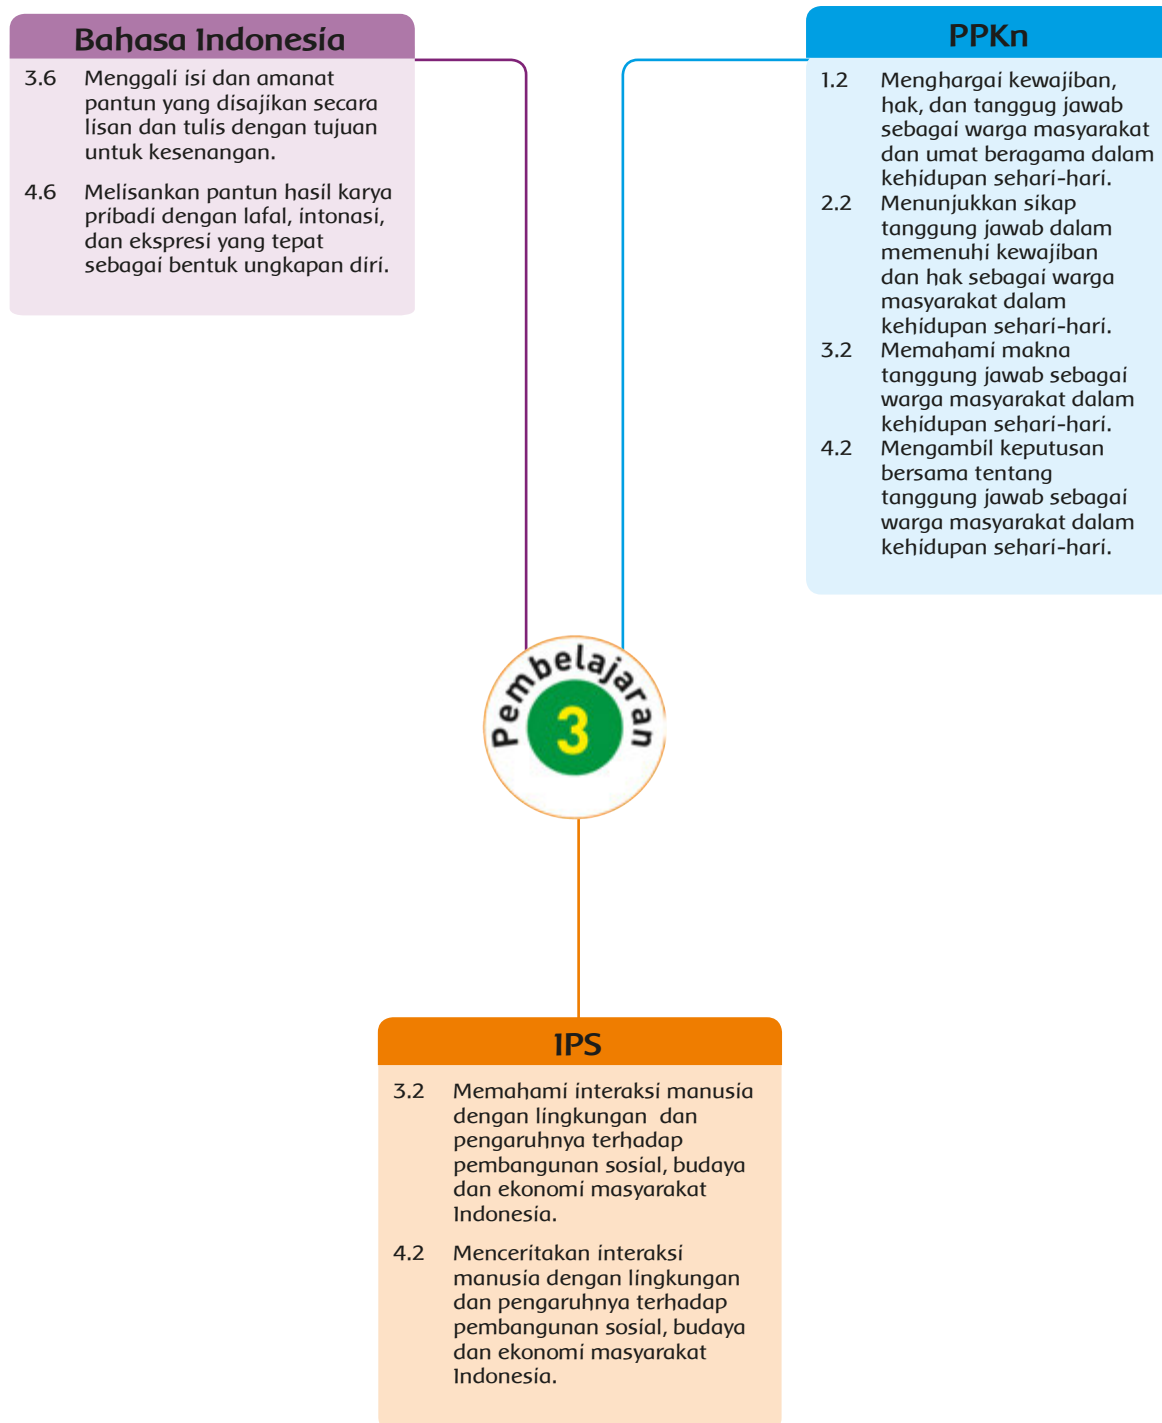 Bahasa Indonesia
3.6 Menggali isi dan amanat
pantun yang disajikan secara
lisan dan tulis dengan tujuan
untuk kesenangan.
4.6 Melisankan pantun hasil karya
pribadi dengan lafal, intonasi,
dan ekspresi yang tepat
sebagai bentuk ungkapan diri.
PPKn
1.2 Menghargai kewajiban,
hak, dan tanggug jawab
sebagai warga masyarakat
dan umat beragama dalam
kehidupan sehari-hari.
2.2 Menunjukkan sikap
tanggung jawab dalam
memenuhi kewajiban
dan hak sebagai warga
masyarakat dalam
kehidupan sehari-hari.
3.2 Memahami makna
tanggung jawab sebagai
warga masyarakat dalam
kehidupan sehari-hari.
4.2 Mengambil keputusan
bersama tentang
tanggung jawab sebagai
warga masyarakat dalam
kehidupan sehari-hari.
Pembelajaran
3
IPS
3.2 Memahami interaksi manusia
dengan lingkungan dan
pengaruhnya terhadap
pembangunan sosial, budaya
dan ekonomi masyarakat
Indonesia.
4.2 Menceritakan interaksi
manusia dengan lingkungan
dan pengaruhnya terhadap
pembangunan sosial, budaya
dan ekonomi masyarakat
Indonesia.